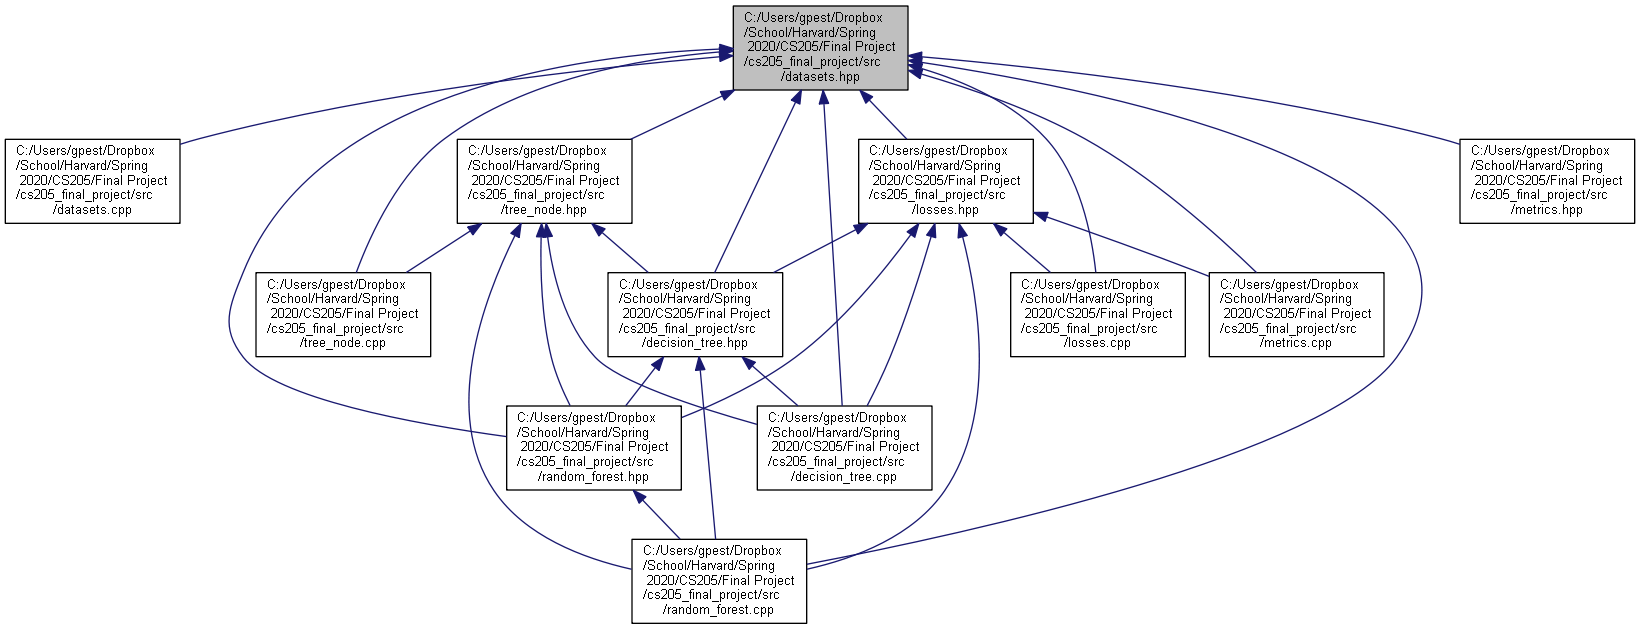 C:/Users/gpest/Dropbox
/School/Harvard/Spring
2020/CS205/Final Project
/cs205_final_project/src
/datasets.hpp
C:/Users/gpest/Dropbox
/School/Harvard/Spring
2020/CS205/Final Project
/cs205_final_project/src
/datasets.cpp
C:/Users/gpest/Dropbox
/School/Harvard/Spring
2020/CS205/Final Project
/cs205_final_project/src
/tree_node.hpp
C:/Users/gpest/Dropbox
/School/Harvard/Spring
2020/CS205/Final Project
/cs205_final_project/src
/losses.hpp
C:/Users/gpest/Dropbox
/School/Harvard/Spring
2020/CS205/Final Project
/cs205_final_project/src
/metrics.hpp
C:/Users/gpest/Dropbox
/School/Harvard/Spring
2020/CS205/Final Project
/cs205_final_project/src
/tree_node.cpp
C:/Users/gpest/Dropbox
/School/Harvard/Spring
2020/CS205/Final Project
/cs205_final_project/src
/decision_tree.hpp
C:/Users/gpest/Dropbox
/School/Harvard/Spring
2020/CS205/Final Project
/cs205_final_project/src
/losses.cpp
C:/Users/gpest/Dropbox
/School/Harvard/Spring
2020/CS205/Final Project
/cs205_final_project/src
/metrics.cpp
C:/Users/gpest/Dropbox
/School/Harvard/Spring
2020/CS205/Final Project
/cs205_final_project/src
/random_forest.hpp
C:/Users/gpest/Dropbox
/School/Harvard/Spring
2020/CS205/Final Project
/cs205_final_project/src
/decision_tree.cpp
C:/Users/gpest/Dropbox
/School/Harvard/Spring
2020/CS205/Final Project
/cs205_final_project/src
/random_forest.cpp